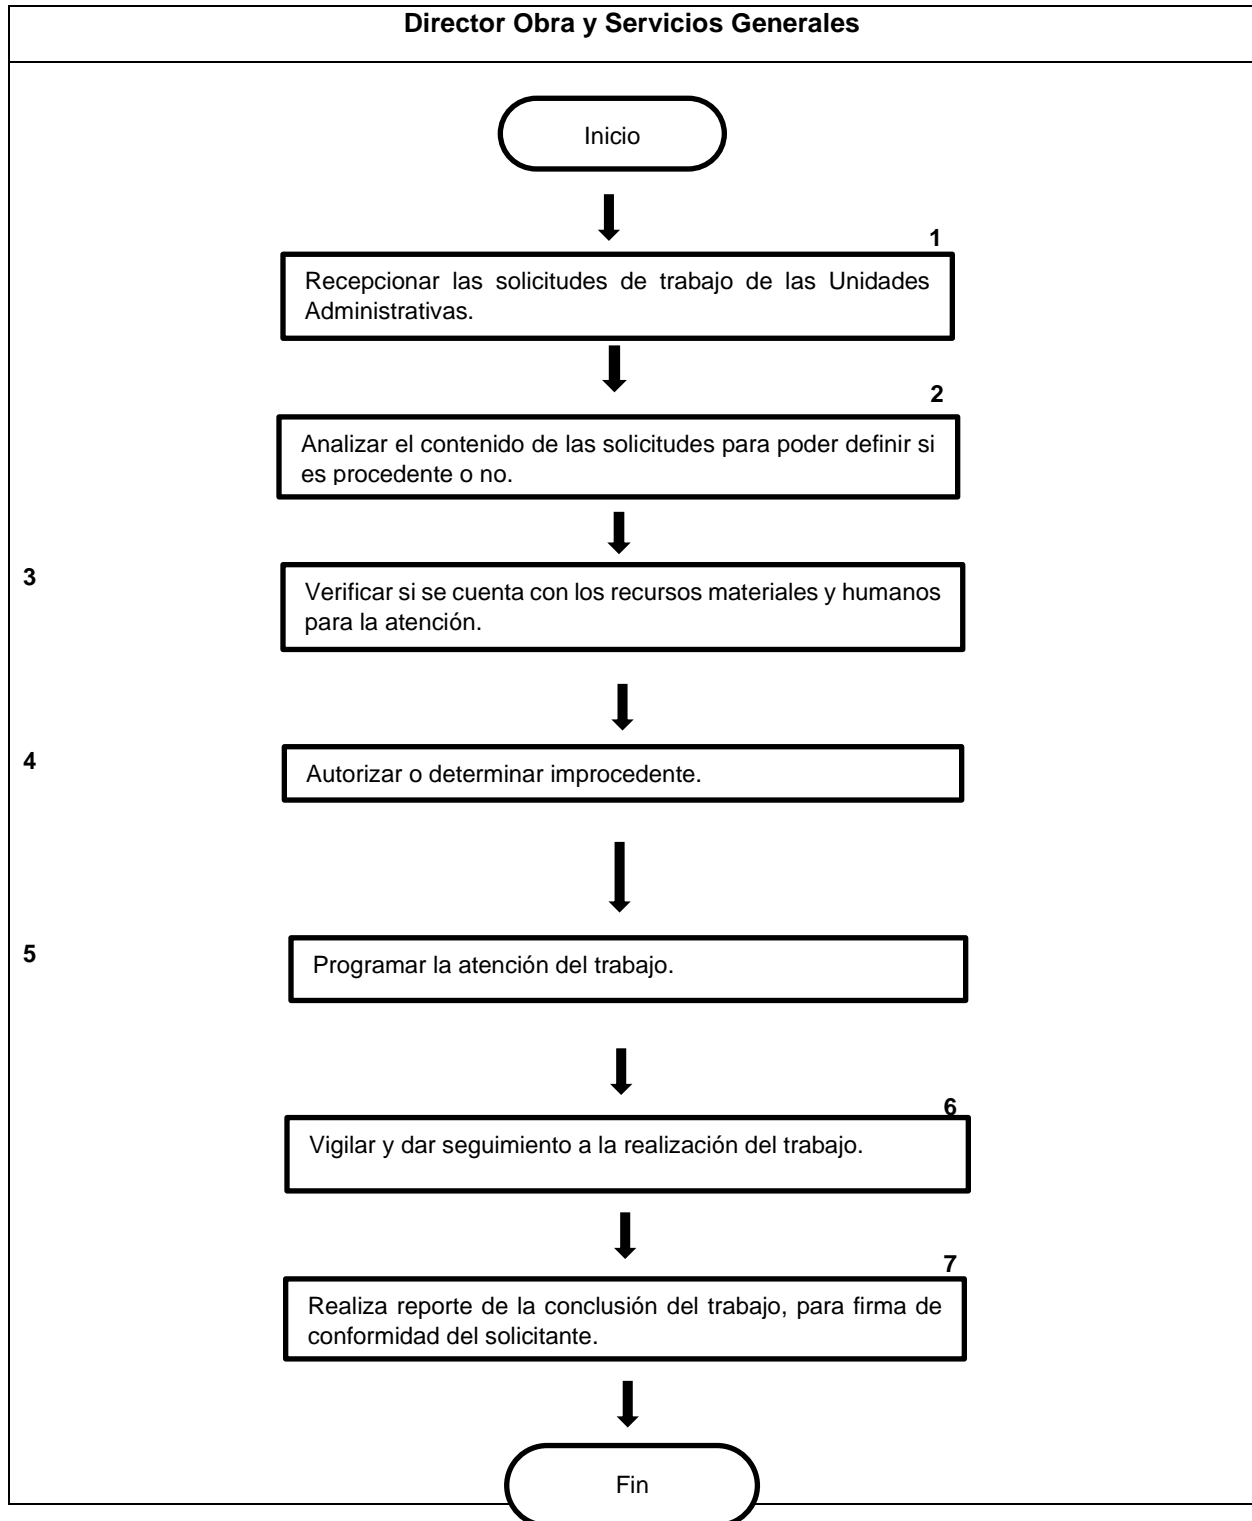 Director Obra y Servicios Generales
Inicio
1
Recepcionar las solicitudes de trabajo de las Unidades
Administrativas.
2
Analizar el contenido de las solicitudes para poder definir si
es procedente o no.
3
Verificar si se cuenta con los recursos materiales y humanos
para la atención.
4
Autorizar o determinar improcedente.
5
Programar la atención del trabajo.
6
Vigilar y dar seguimiento a la realización del trabajo.
7
Realiza reporte de la conclusión del trabajo, para firma de
conformidad del solicitante.
Fin